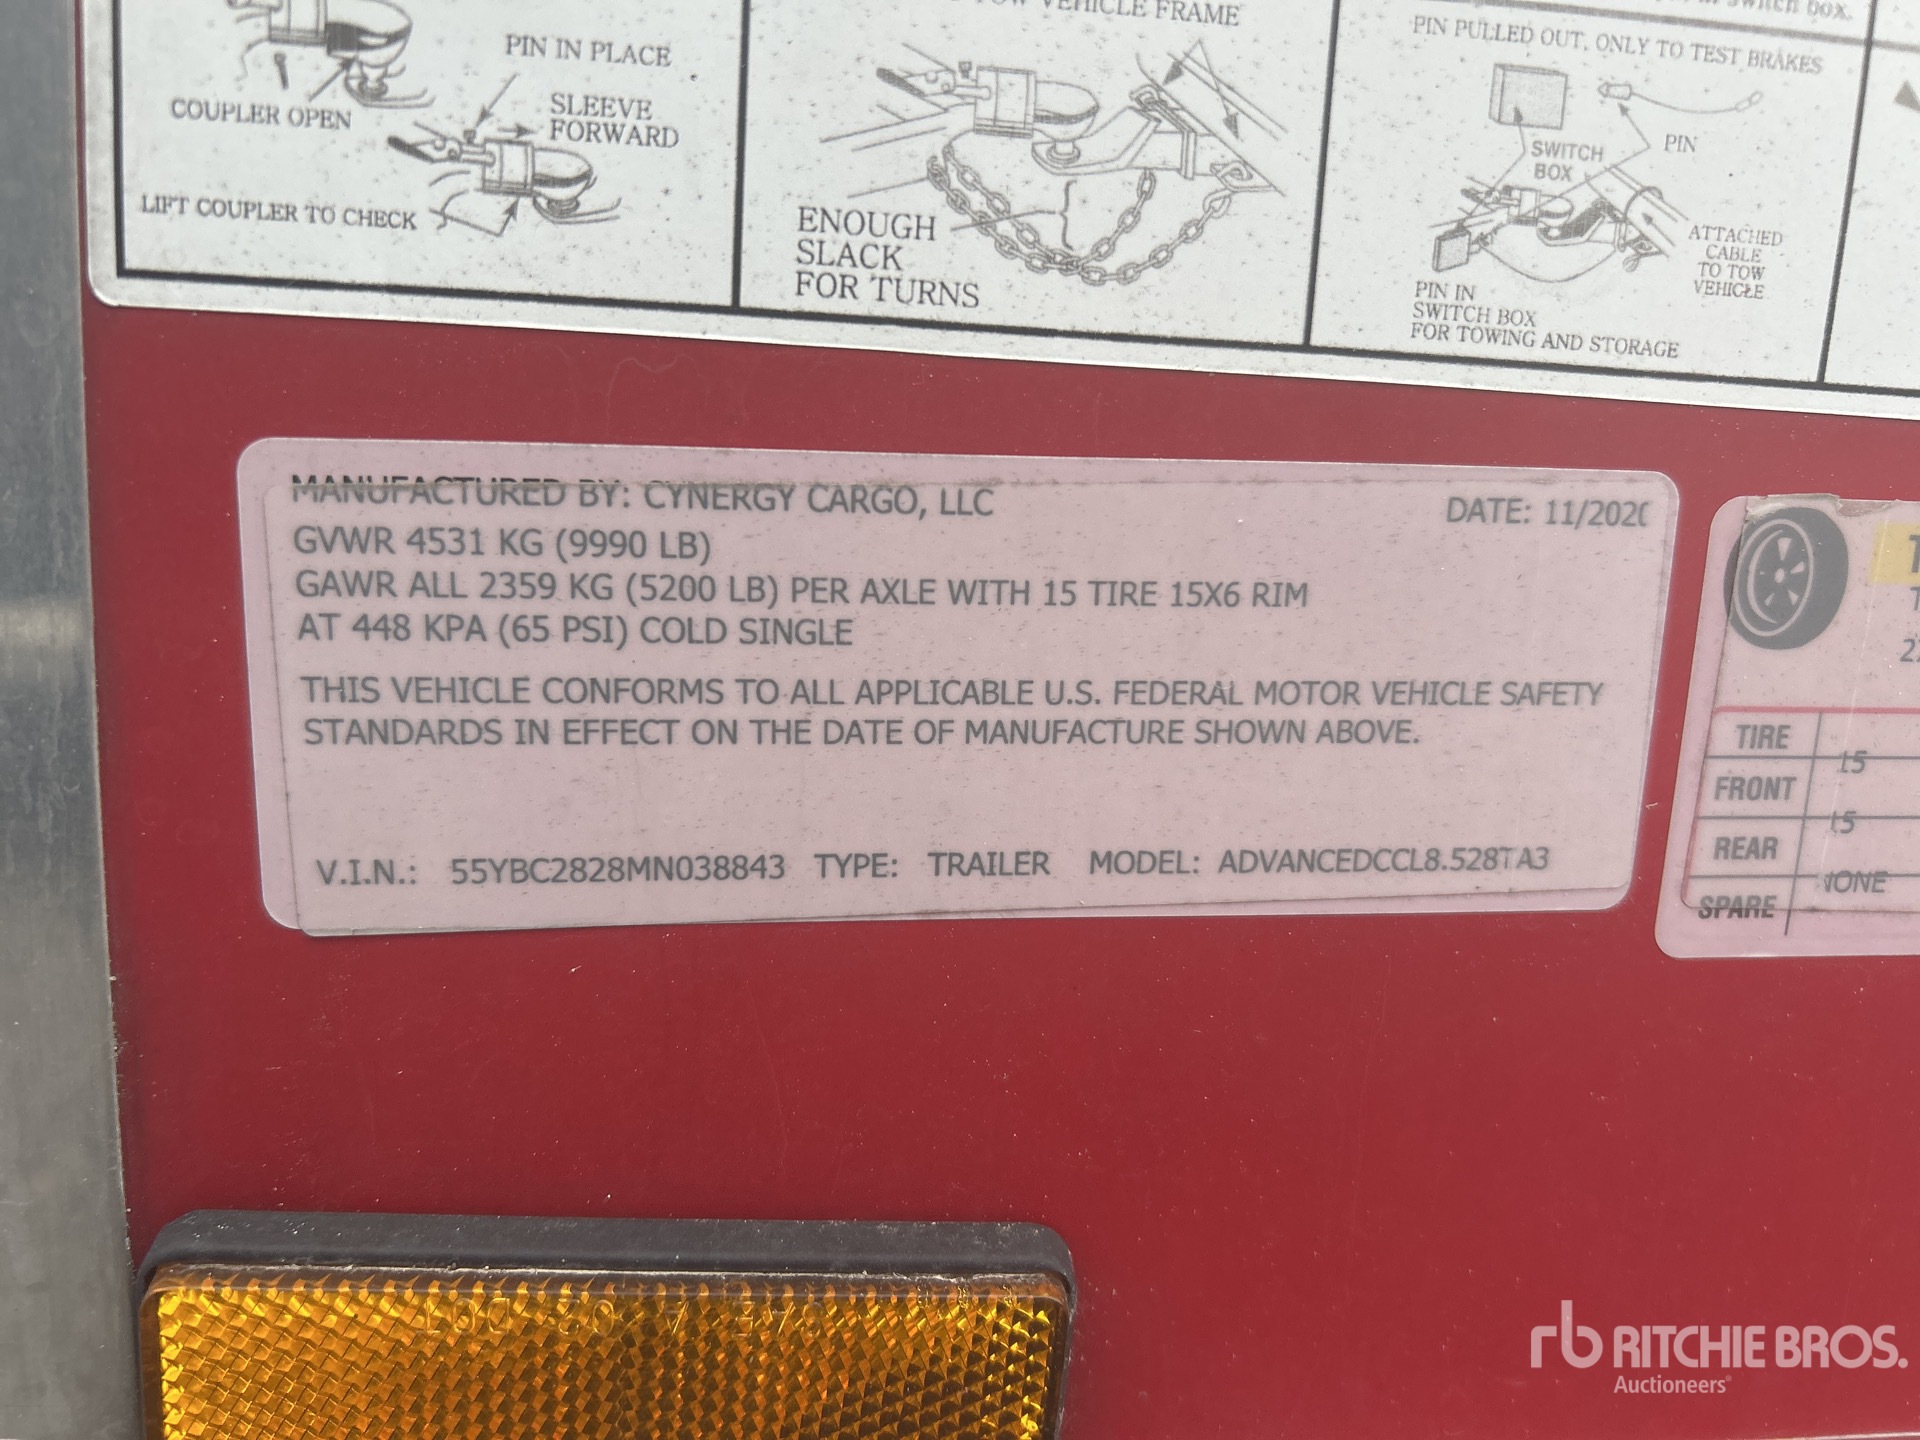 PIN IN PLACE
COUPLER OPEN
SLEEVE
FORWARD
LIFT COUPLER TO CHECK
VEHICLE FRAME
ENOUGH
SLACK
FOR TURNS
switch box.
PIN PULLED OUT, ONLY TO TEST BRAKES
PIN
SWITCH
BOX
ATTACHED
CABLE
TO TOW
VEHICLE
PIN IN
SWITCH BOX
FOR TOWING AND STORAGE
MANUFACTURED BY: CYNERGY CARGO, LLC DATE: 11/2020
GVWR 4531 KG (9990 LB)
GAWR ALL 2359 KG (5200 LB) PER AXLE WITH 15 TIRE 15X6 RIM
AT 448 KPA (65 PSI) COLD SINGLE
THIS VEHICLE CONFORMS TO ALL APPLICABLE U.S. FEDERAL MOTOR VEHICLE SAFETY
STANDARDS IN EFFECT ON THE DATE OF MANUFACTURE SHOWN ABOVE.
V.I.N.: 55YBC2828MN038843 TYPE: TRAILER MODEL: ADVANCEDCCL8.528TA3
TIRE
FRONT 15
REAR 15
SPARE NONE
rb RITCHIE BROS.
Auctioneers